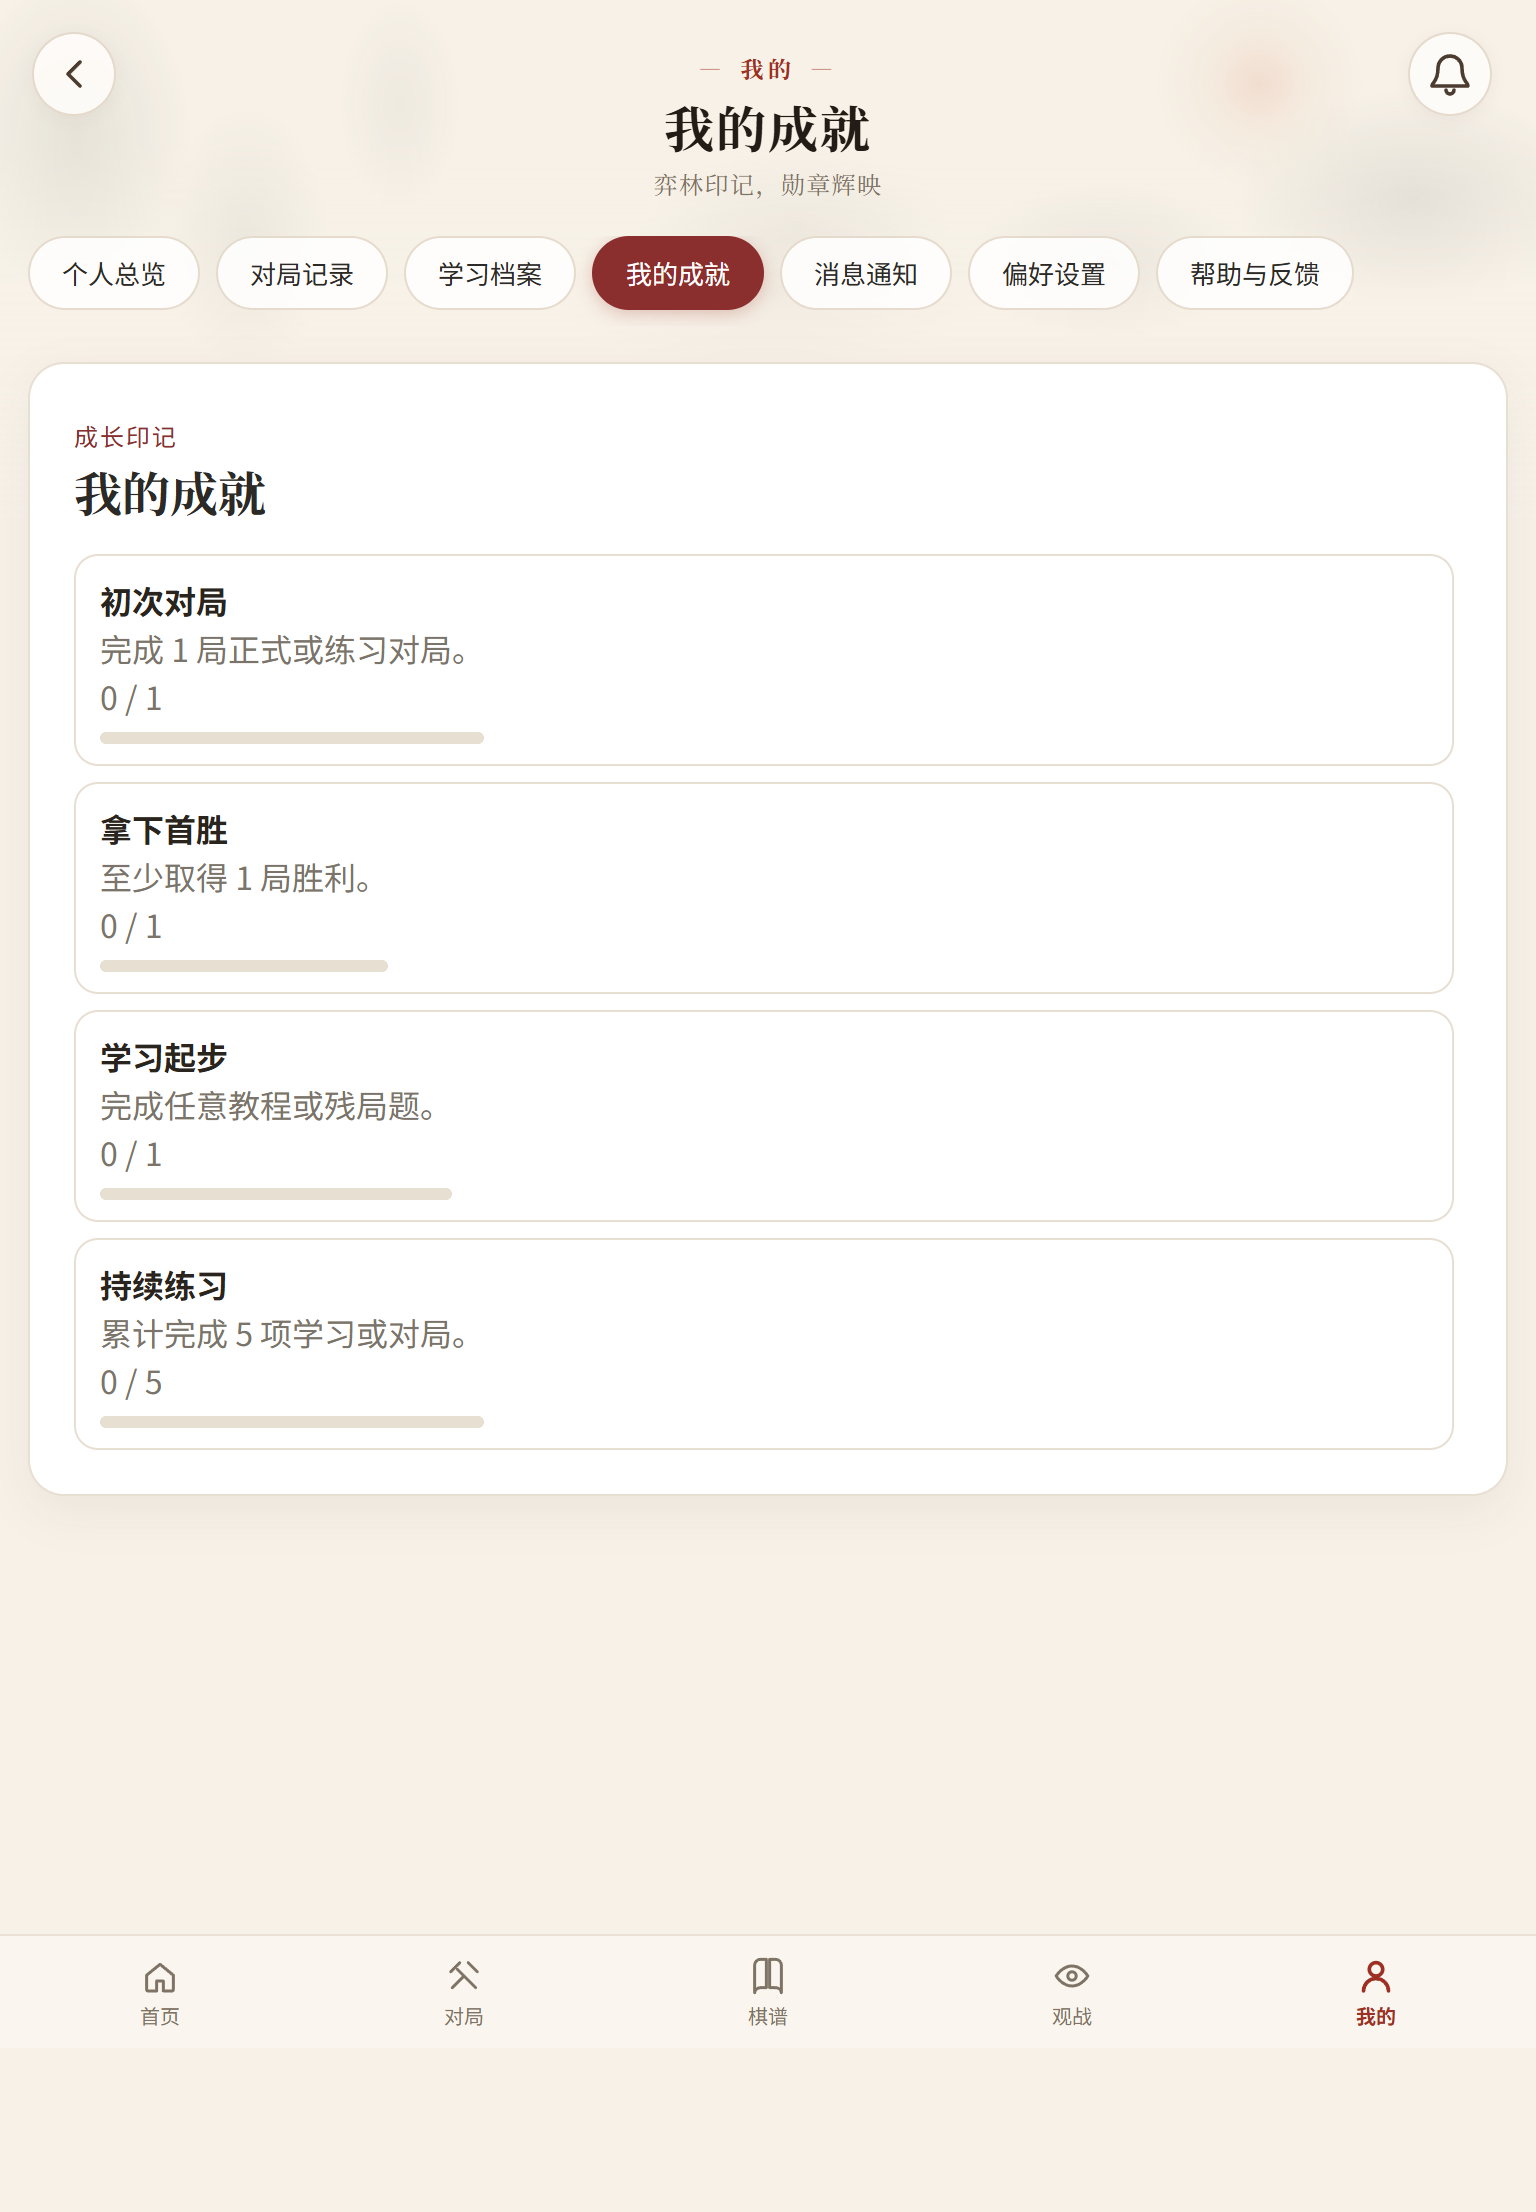 — 我的 —
我的成就
弈林印记，勋章辉映
个人总览 对局记录 学习档案 我的成就 消息通知 偏好设置 帮助与反馈
成长印记
我的成就
初次对局
完成 1 局正式或练习对局。
0 / 1
拿下首胜
至少取得 1 局胜利。
0 / 1
学习起步
完成任意教程或残局题。
0 / 1
持续练习
累计完成 5 项学习或对局。
0 / 5
首页 对局 棋谱 观战 我的